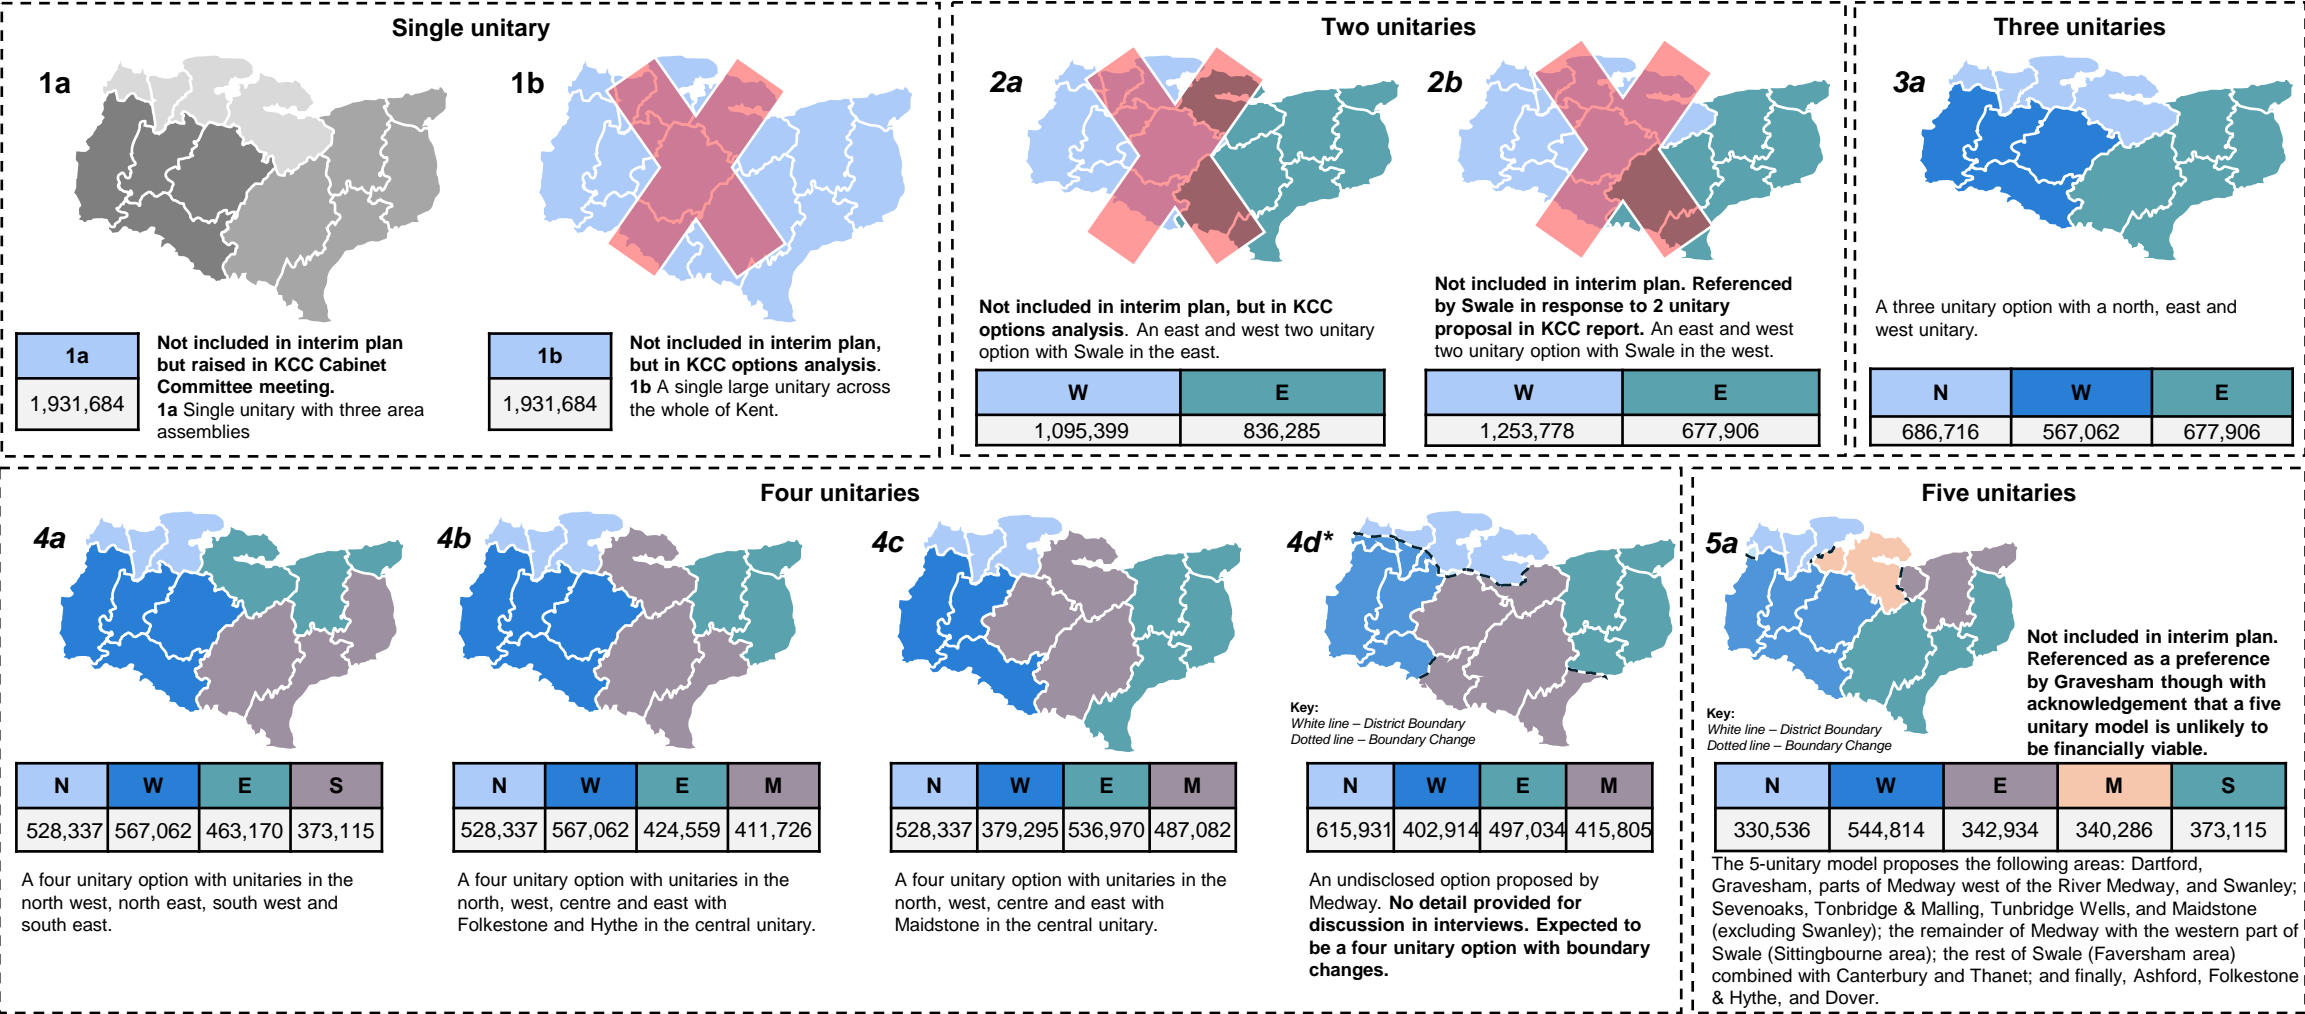 Single unitary
1a
1b
1a
1,931,684
Not included in interim plan
but raised in KCC Cabinet
Committee meeting.
1a Single unitary with three area
assemblies
1b
1,931,684
Not included in interim plan,
but in KCC options analysis.
1b A single large unitary across
the whole of Kent.
Two unitaries
2a
2b
Not included in interim plan, but in KCC
options analysis. An east and west two unitary
option with Swale in the east.
W E
1,095,399 836,285
Not included in interim plan. Referenced
by Swale in response to 2 unitary
proposal in KCC report. An east and west
two unitary option with Swale in the west.
W E
1,253,778 677,906
Three unitaries
3a
A three unitary option with a north, east and
west unitary.
N W E
686,716 567,062 677,906
Four unitaries
4a
N W E S
528,337 567,062 463,170 373,115
A four unitary option with unitaries in the
north west, north east, south west and
south east.
4b
N W E M
528,337 567,062 424,559 411,726
A four unitary option with unitaries in the
north, west, centre and east with
Folkestone and Hythe in the central unitary.
4c
N W E M
528,337 379,295 536,970 487,082
A four unitary option with unitaries in the
north, west, centre and east with
Maidstone in the central unitary.
4d*
Key:
White line – District Boundary
Dotted line – Boundary Change
N W E M
615,931 402,914 497,034 415,805
An undisclosed option proposed by
Medway. No detail provided for
discussion in interviews. Expected to
be a four unitary option with boundary
changes.
Five unitaries
5a
Not included in interim plan.
Referenced as a preference
by Gravesham though with
acknowledgement that a five
unitary model is unlikely to
be financially viable.
Key:
White line – District Boundary
Dotted line – Boundary Change
N W E M S
330,536 544,814 342,934 340,286 373,115
The 5-unitary model proposes the following areas: Dartford,
Gravesham, parts of Medway west of the River Medway, and Swanley;
Sevenoaks, Tonbridge & Malling, Tunbridge Wells, and Maidstone
(excluding Swanley); the remainder of Medway with the western part of
Swale (Sittingbourne area); the rest of Swale (Faversham area)
combined with Canterbury and Thanet; and finally, Ashford, Folkestone
& Hythe, and Dover.